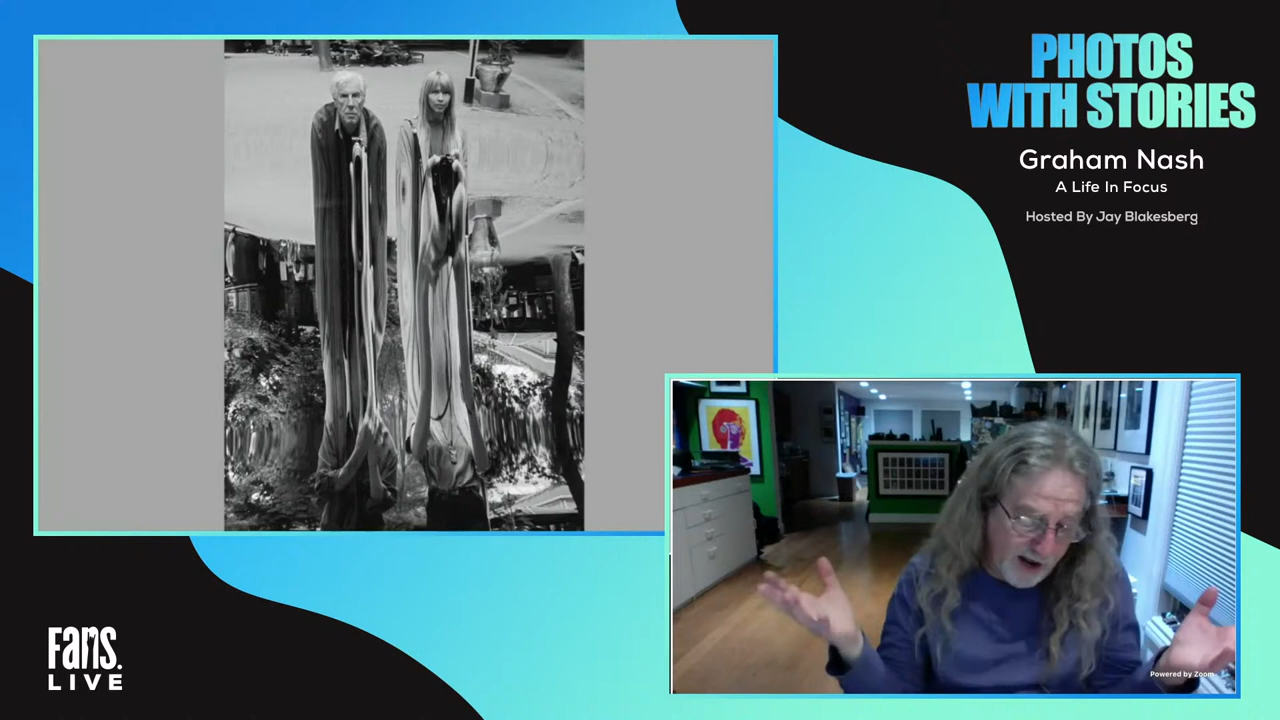 PHOTOS
WITH STORIES
Graham Nash
A Life In Focus
Hosted By Jay Blakesberg
Powered by Zoom
Fans.
LIVE